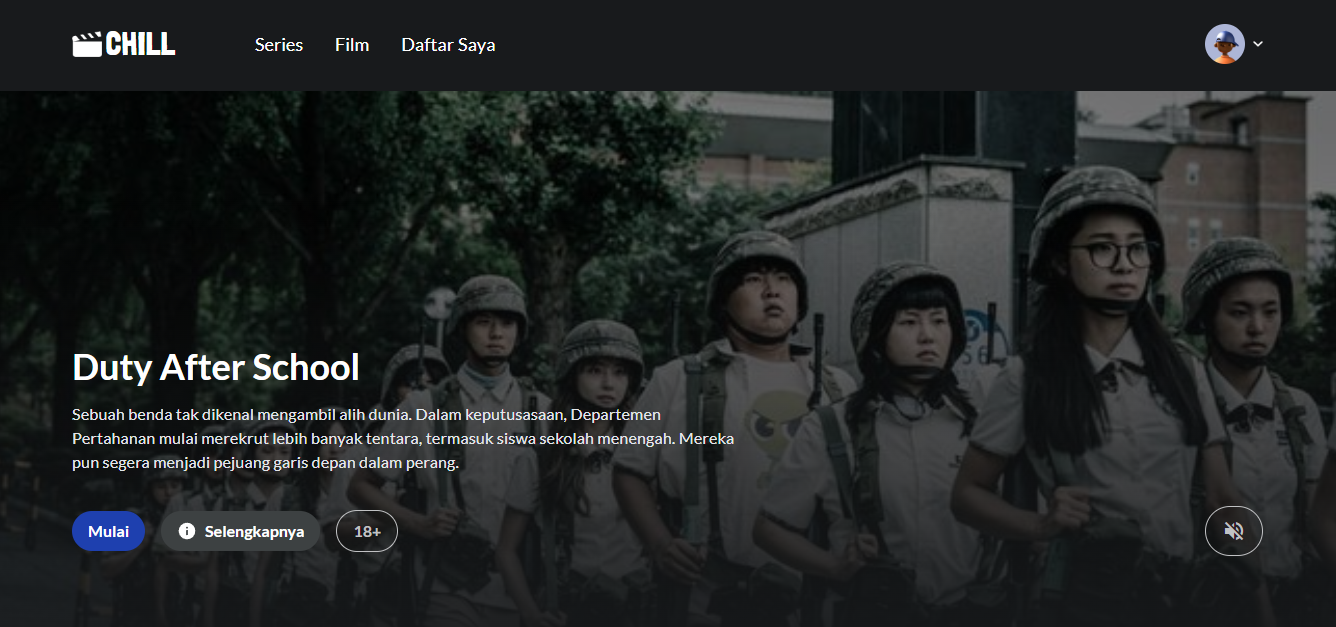 CHILL
Series
Film
Daftar Saya
Duty After School
Sebuah benda tak dikenal mengambil alih dunia. Dalam keputusasaan, Departemen
Pertahanan mulai merekrut lebih banyak tentara, termasuk siswa sekolah menengah. Mereka
pun segera menjadi pejuang garis depan dalam perang.
Mulai
Selengkapnya
18+